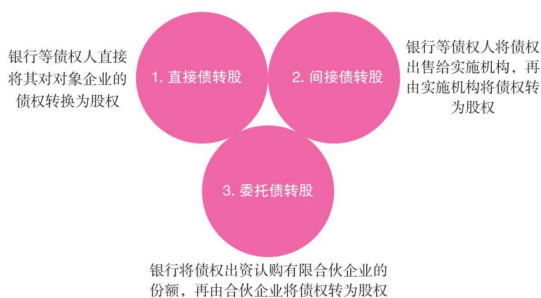 银行等债权人直接
将其对对象企业的
债权转换为股权
1. 直接债转股
2. 间接债转股
银行等债权人将债权
出售给实施机构，再
由实施机构将债权转
为股权
3. 委托债转股
银行将债权出资认购有限合伙企业的
份额，再由合伙企业将债权转为股权